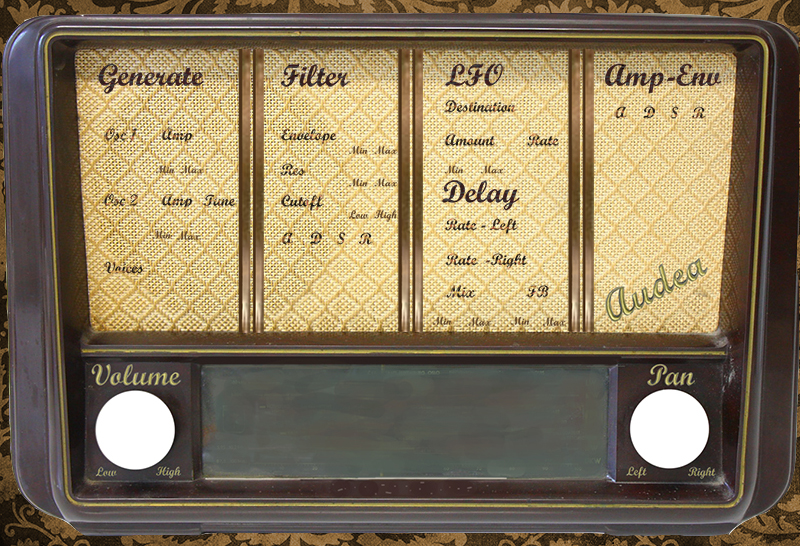 Generate
Osc 1 Amp
Min Max
Osc 2 Amp Tune
Min Max
Voices
Filter
Envelope
Min Max
Res
Min Max
Cutoff
Low High
A D S R
LFO
Destination
Amount Rate
Min Max
Delay
Rate - Left
Rate -Right
Mix FB
Min Max Min Max
Amp-Env
A D S R
Audea
Volume
Low High
Pan
Left Right